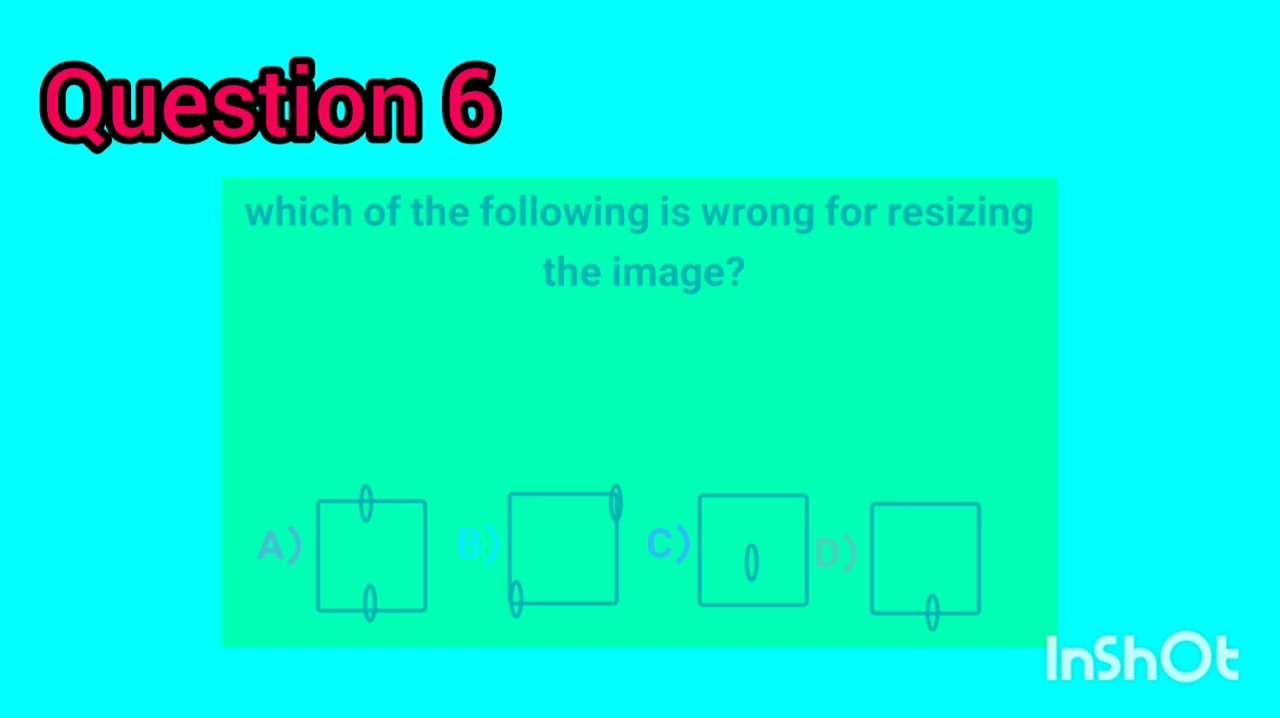 Question 6
which of the following is wrong for resizing
the image?
A) B) C) D)
InShOt